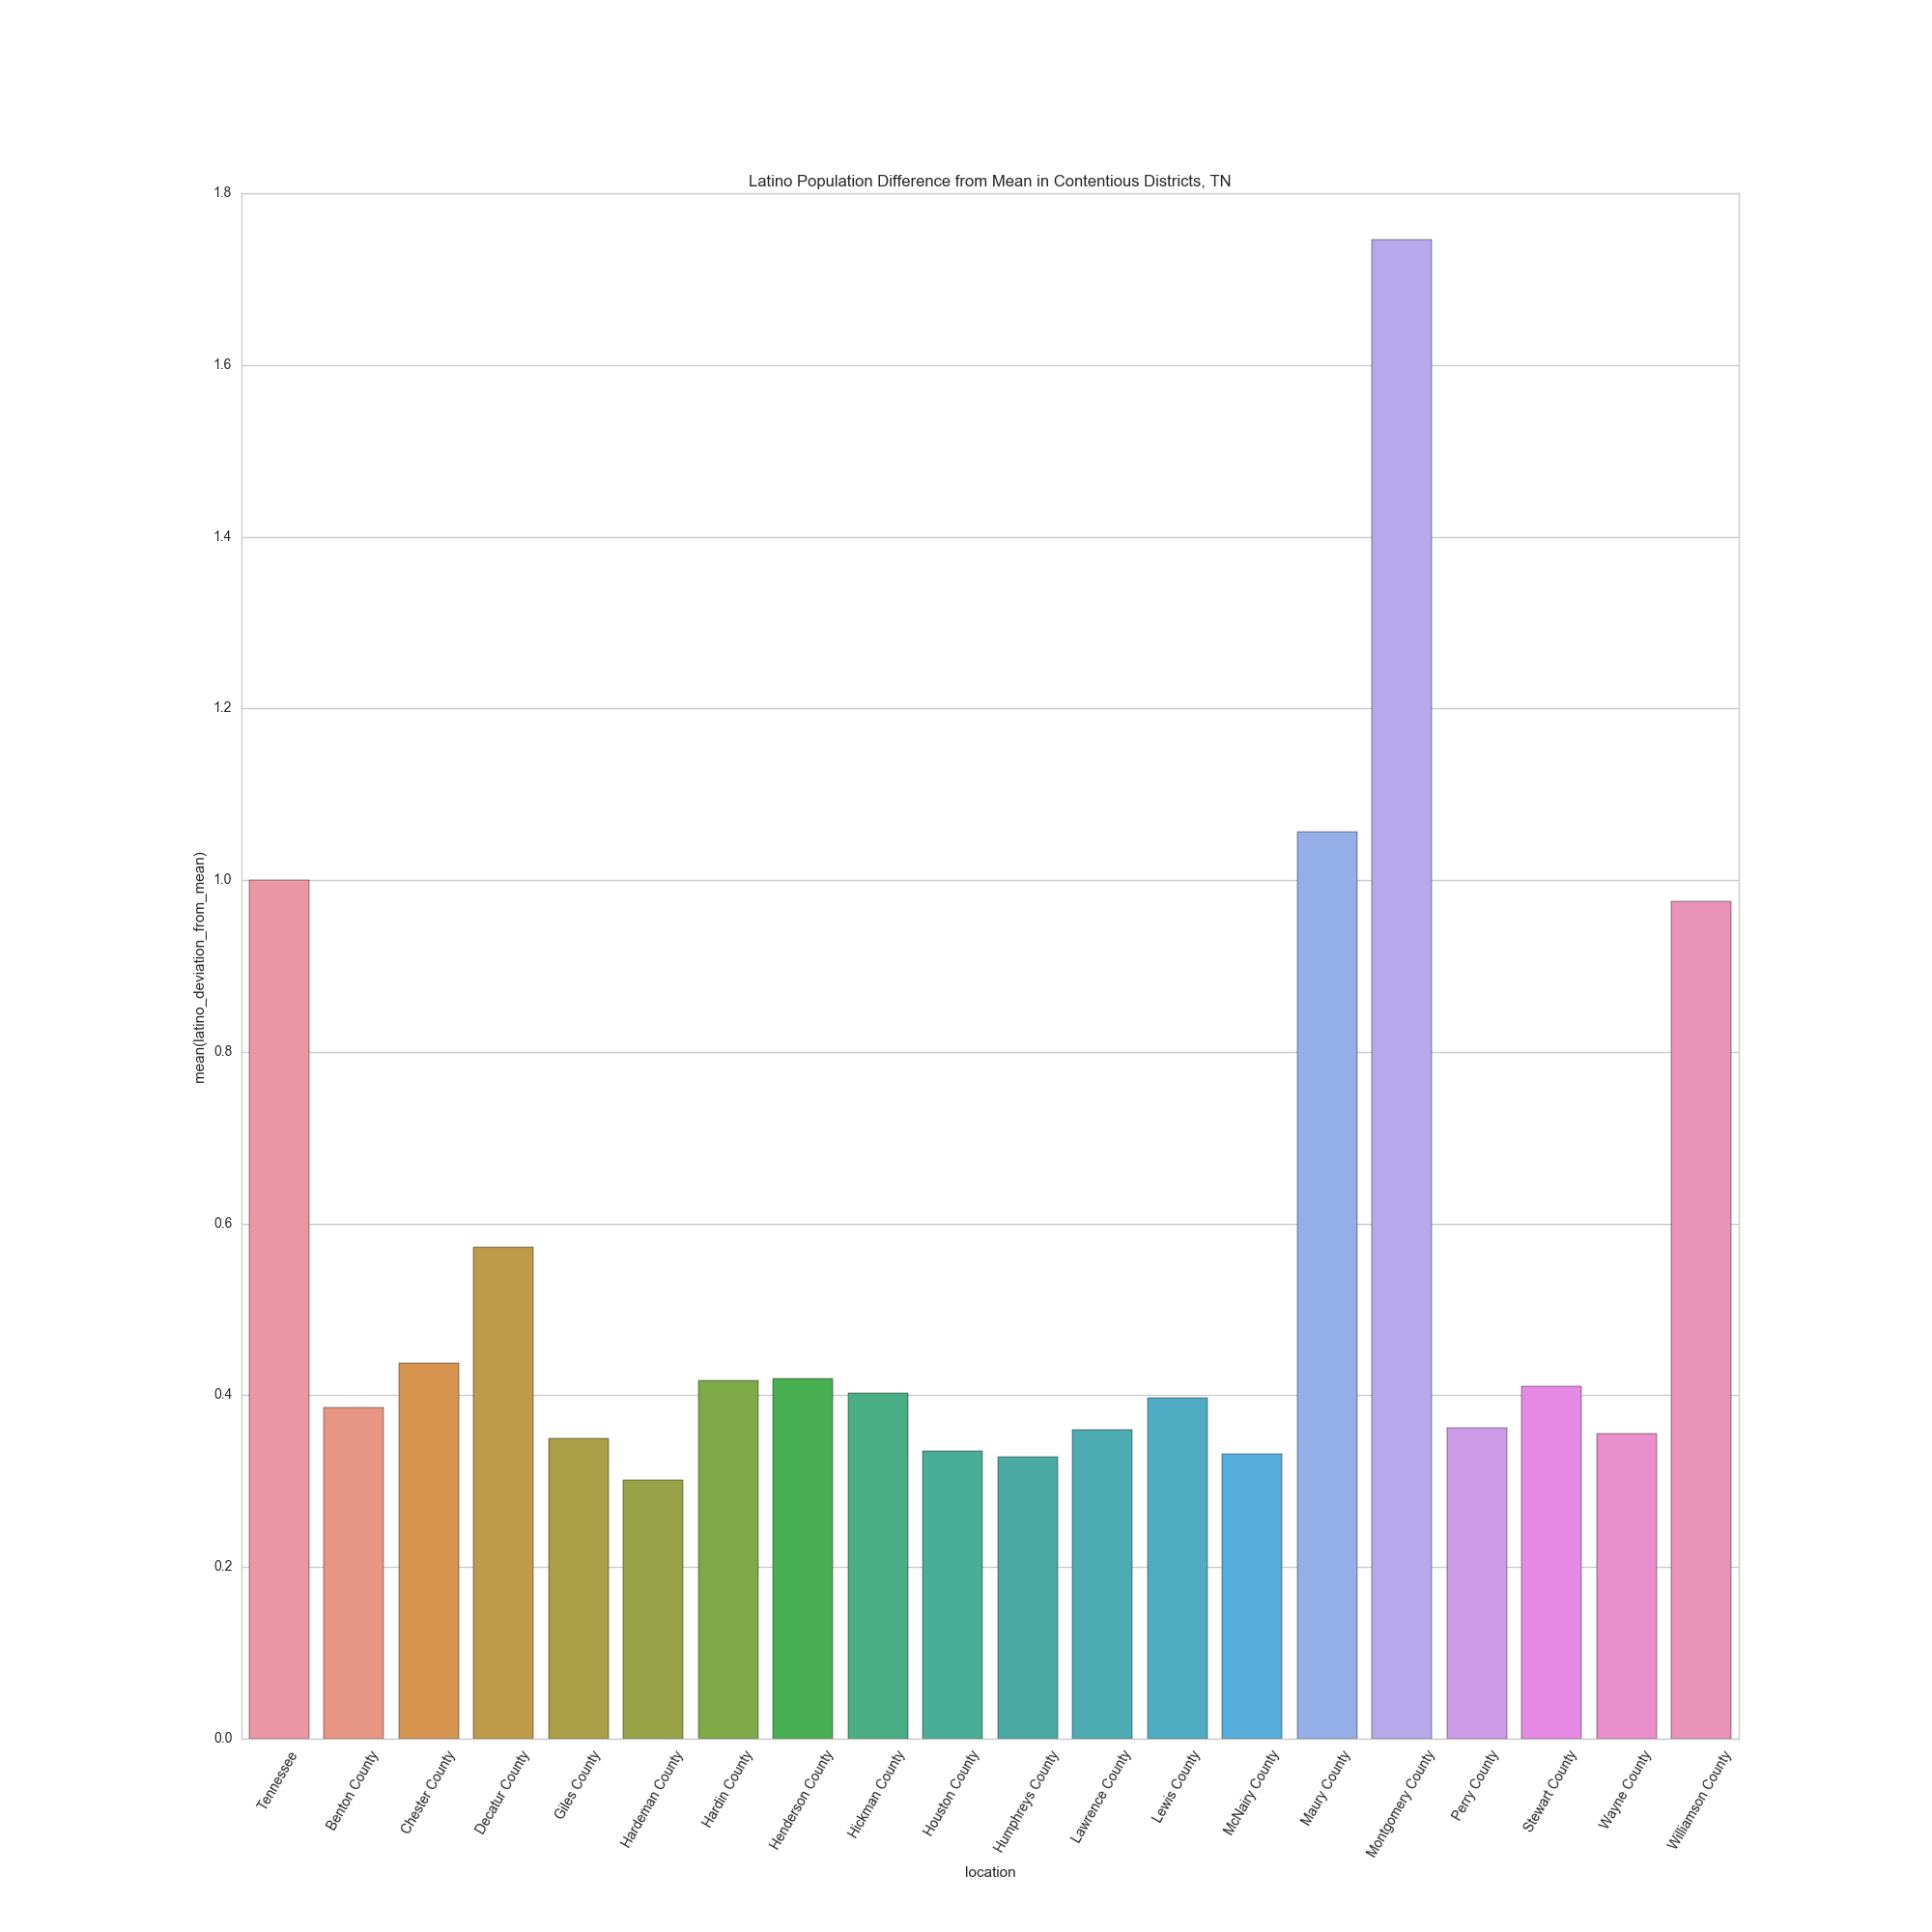 Latino Population Difference from Mean in Contentious Districts, TN
1.8
1.6
1.4
1.2
1.0
0.8
0.6
0.4
0.2
0.0
mean(latino_deviation_from_mean)
Tennessee
Benton County
Chester County
Decatur County
Giles County
Hardeman County
Hardin County
Henderson County
Hickman County
Houston County
Humphreys County
Lawrence County
Lewis County
McNairy County
Maury County
Montgomery County
Perry County
Stewart County
Wayne County
Williamson County
location